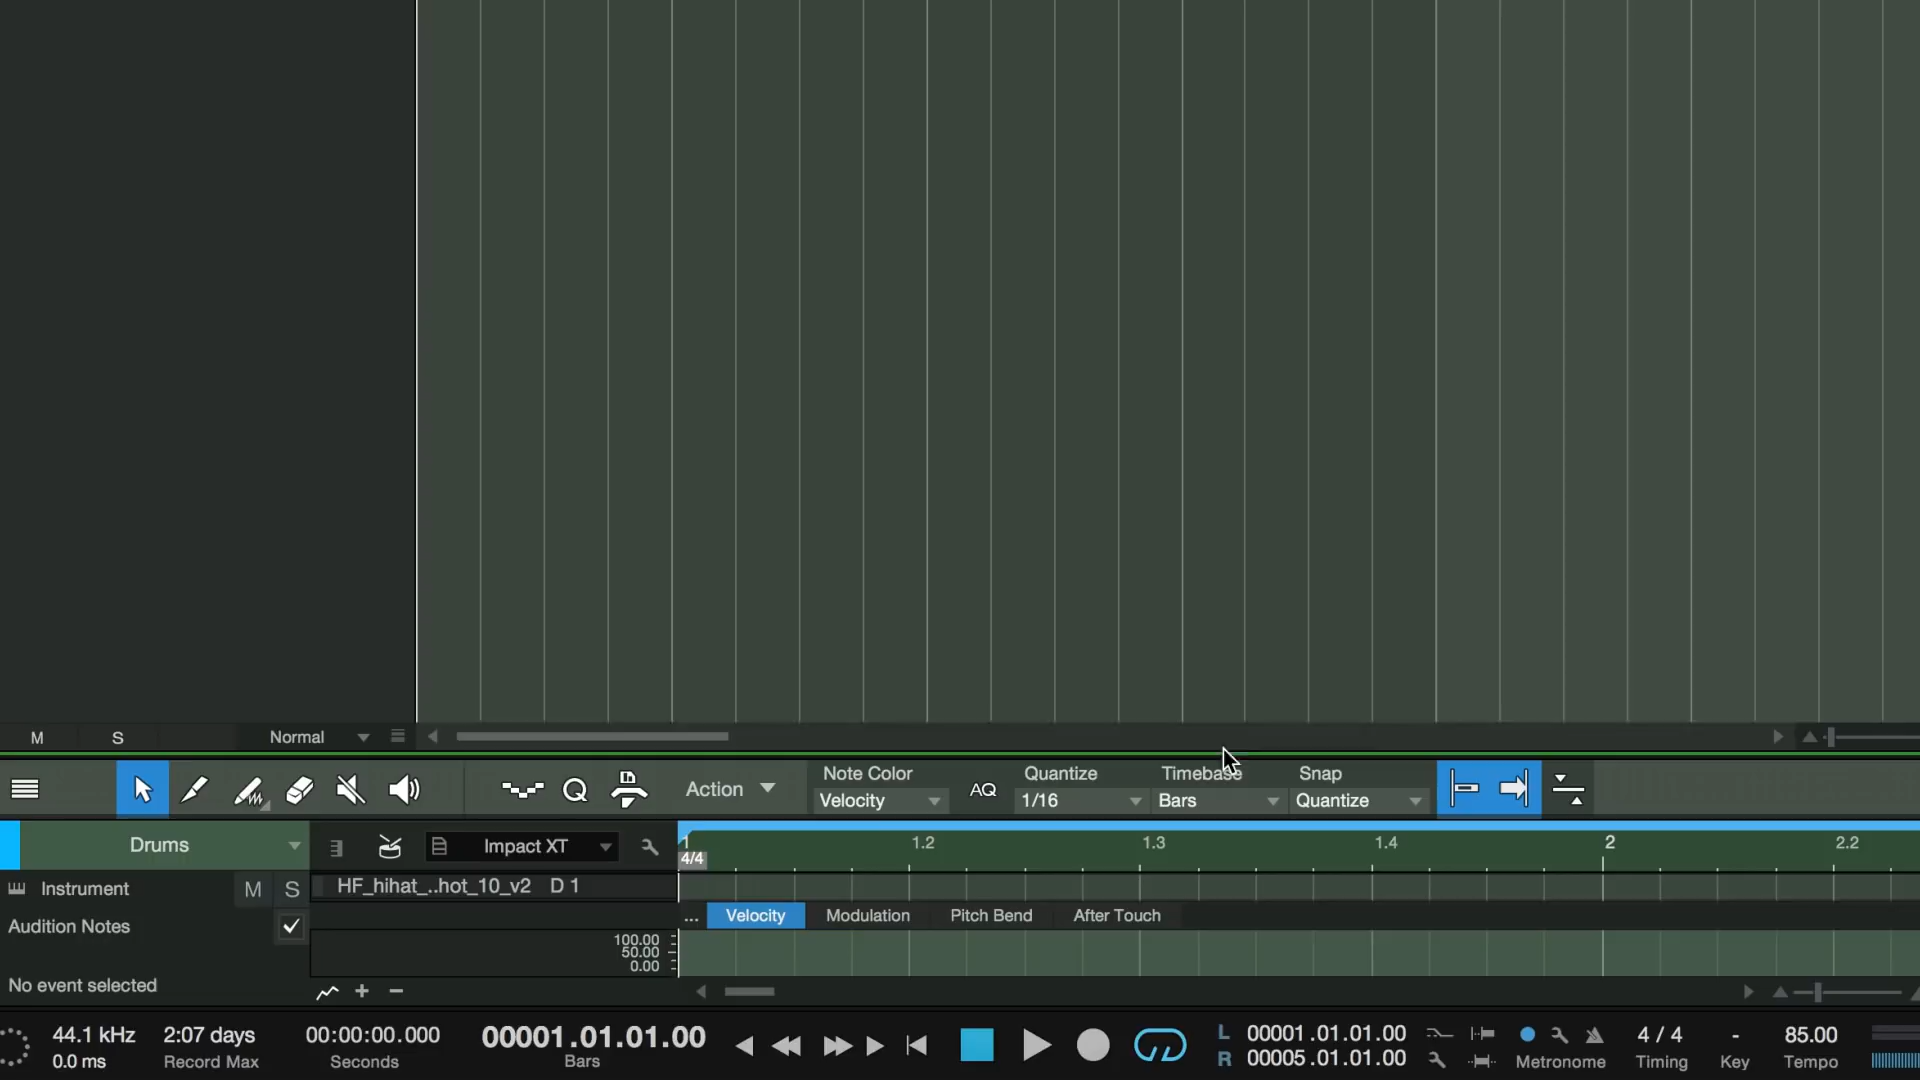 M S Normal
Action Note Color Velocity AQ Quantize 1/16 Timebase Bars Snap Quantize
Drums Impact XT 1 1.2 1.3 1.4 2 2.2
4/4
Instrument M S HF_hihat_..hot_10_v2 D 1
Audition Notes ... Velocity Modulation Pitch Bend After Touch
100.00
50.00
0.00
No event selected
44.1 kHz 2:07 days 00:00:00.000 00001.01.01.00 L 00001.01.01.00 4 / 4 - 85.00
0.0 ms Record Max Seconds Bars R 00005.01.01.00 Metronome Timing Key Tempo